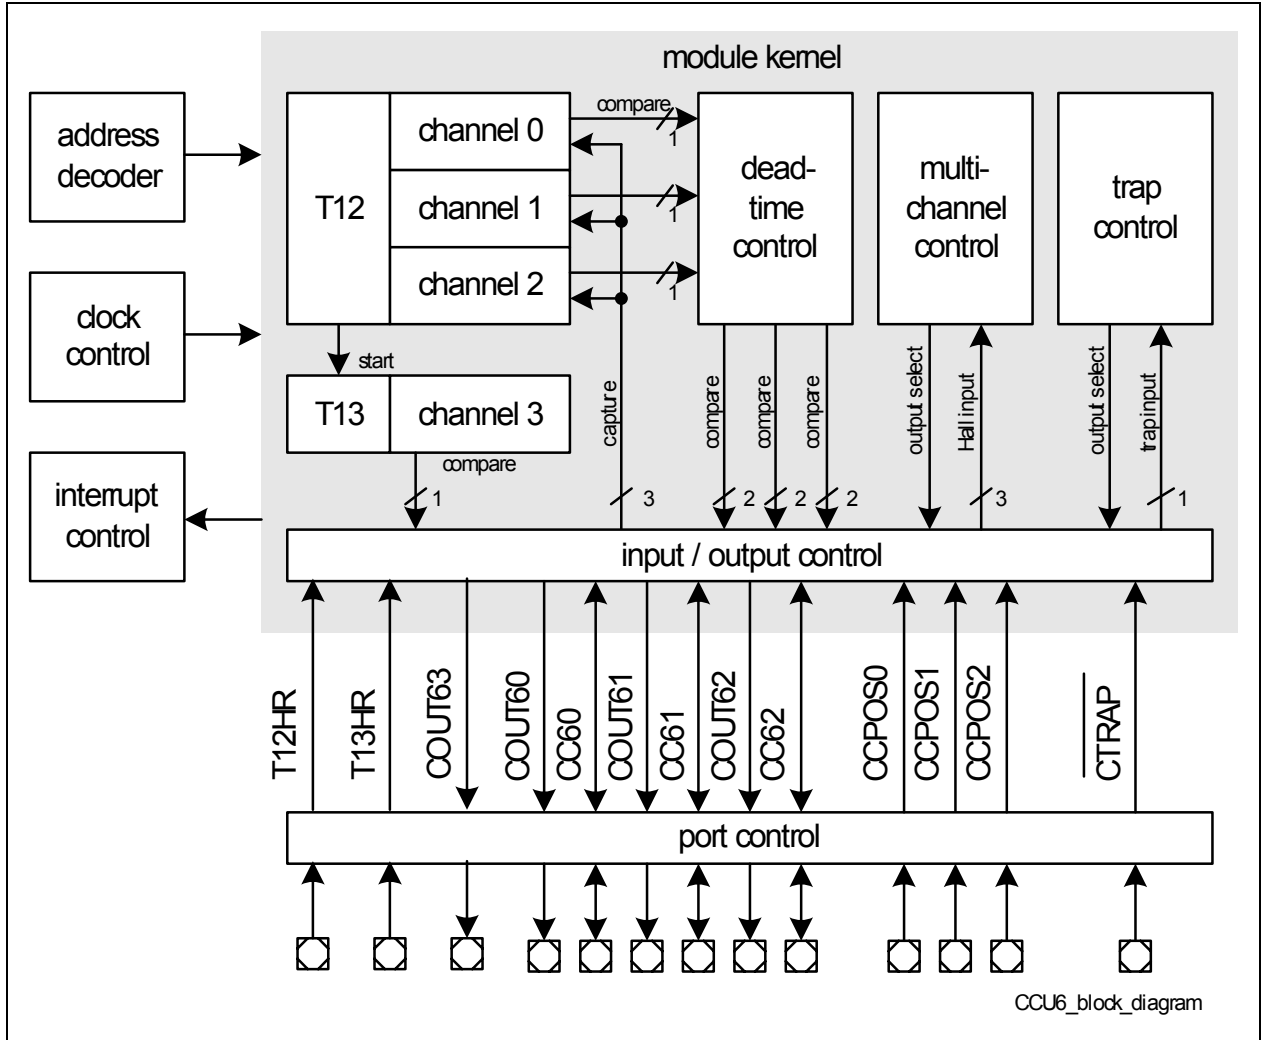 module kernel
address
decoder
clock
control
interrupt
control
T12
channel 0
channel 1
channel 2
compare
1
1
1
dead-
time
control
multi-
channel
control
trap
control
start
T13
channel 3
compare
1
capture
3
compare
2
compare
2
compare
2
output select
Hall input
3
output select
trap input
1
input / output control
T12HR
T13HR
COUT63
COUT60
CC60
COUT61
CC61
COUT62
CC62
CCPOS0
CCPOS1
CCPOS2
CTRAP
port control
CCU6_block_diagram